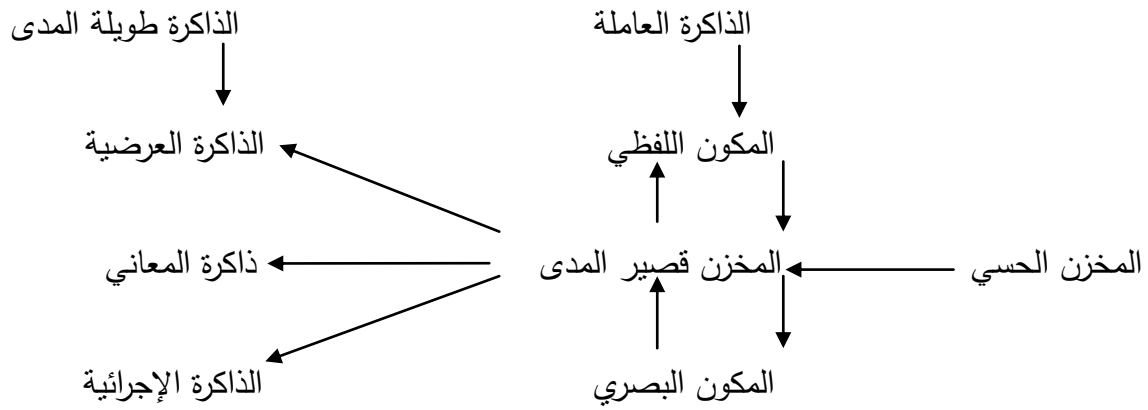 الذاكرة العاملة
الذاكرة طويلة المدى
المكون اللفظي
الذاكرة العرضية
المخزن الحسي
المخزن قصير المدى
ذاكرة المعاني
المكون البصري
الذاكرة الإجرائية